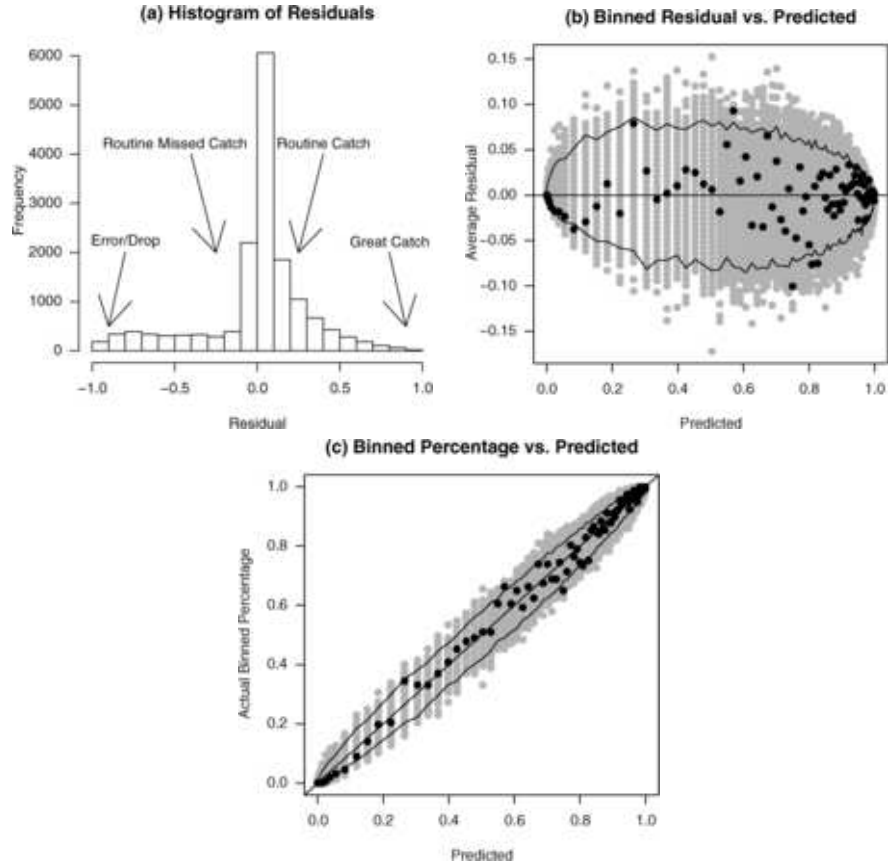 (a) Histogram of Residuals
Frequency
6000
5000
4000
3000
2000
1000
0
Routine Missed Catch
Routine Catch
Error/Drop
Great Catch
−1.0 −0.5 0.0 0.5 1.0
Residual
(b) Binned Residual vs. Predicted
Average Residual
0.15
0.10
0.05
0.00
−0.05
−0.10
−0.15
0.0 0.2 0.4 0.6 0.8 1.0
Predicted
(c) Binned Percentage vs. Predicted
Actual Binned Percentage
1.0
0.8
0.6
0.4
0.2
0.0
0.0 0.2 0.4 0.6 0.8 1.0
Predicted